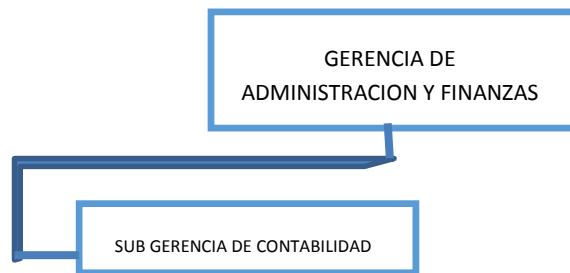 GERENCIA DE
ADMINISTRACION Y FINANZAS
SUB GERENCIA DE CONTABILIDAD